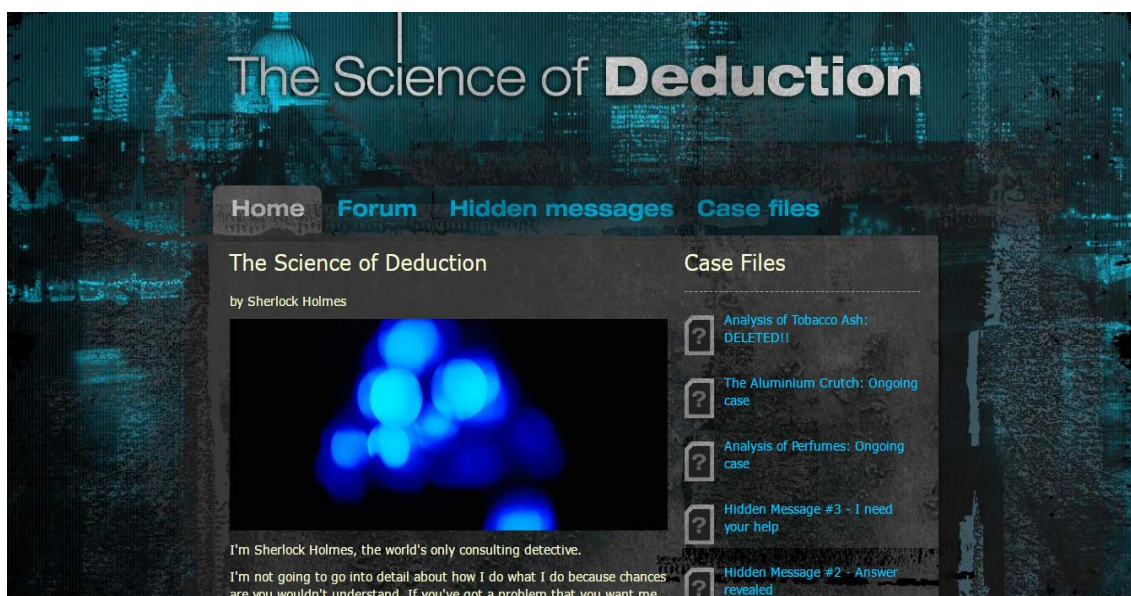 The Science of Deduction
Home Forum Hidden messages Case files
The Science of Deduction
by Sherlock Holmes
I'm Sherlock Holmes, the world's only consulting detective.
I'm not going to go into detail about how I do what I do because chances
are you wouldn't understand. If you've got a problem that you want me
Case Files
Analysis of Tobacco Ash:
DELETED!!
The Aluminium Crutch: Ongoing
case
Analysis of Perfumes: Ongoing
case
Hidden Message #3 - I need
your help
Hidden Message #2 - Answer
revealed